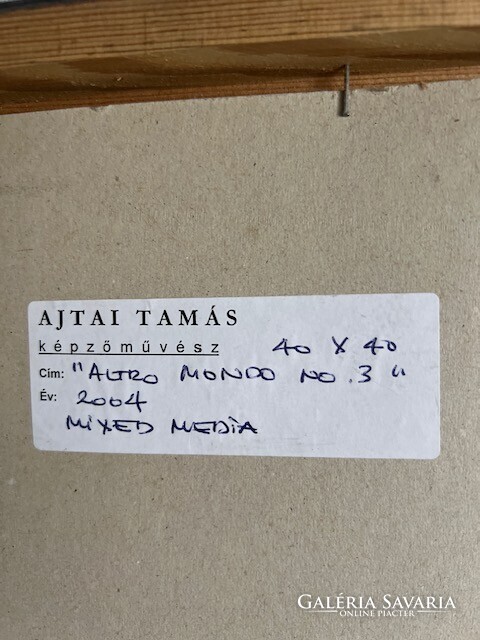 AJTAI TAMÁS
képzőművész 40 X 40
Cím: "ALTRO MONDO NO.3"
Év: 2004
MIXED MEDIA
GALÉRIA SAVARIA
ONLINE PIACTÉR